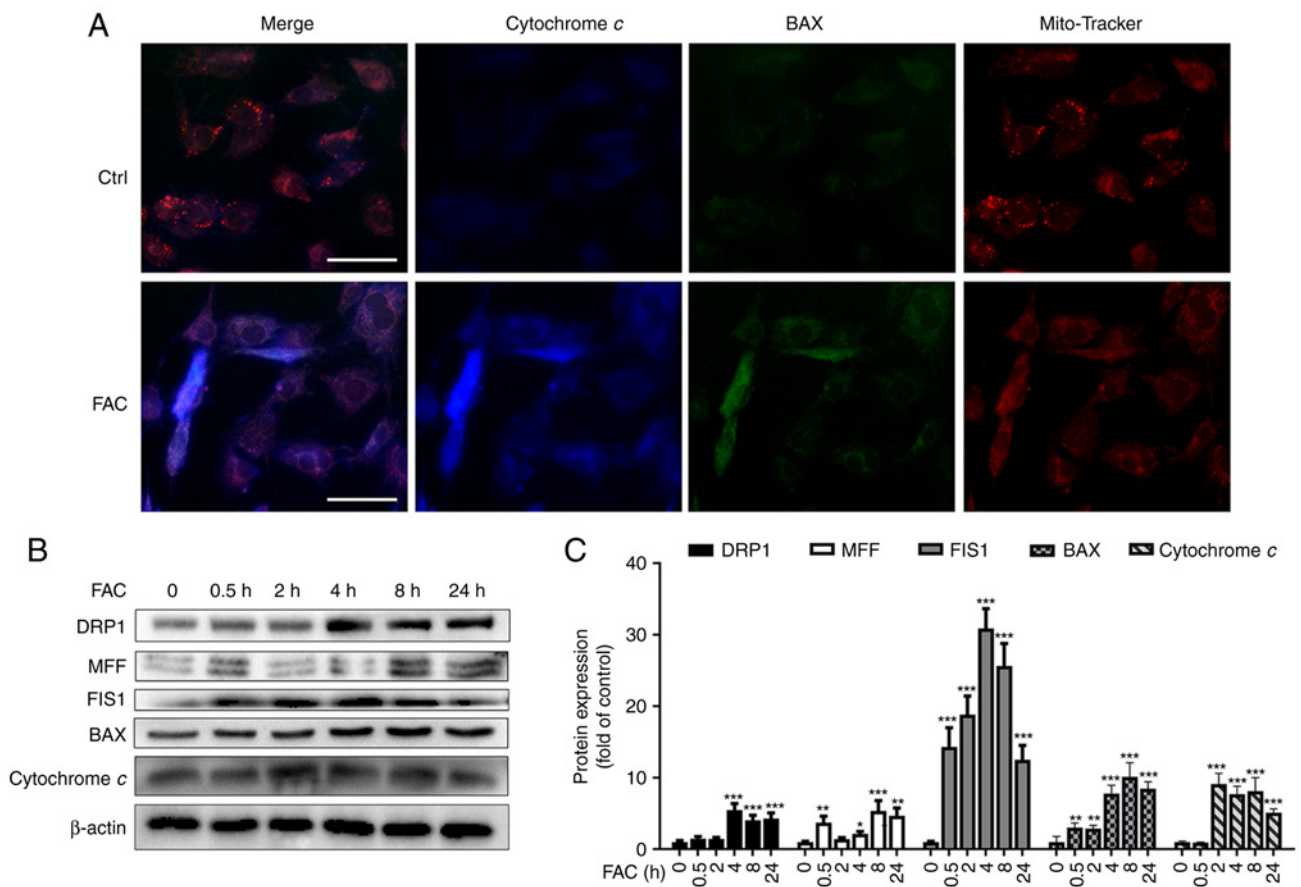 A
Merge Cytochrome c BAX Mito-Tracker
Ctrl
FAC
B
FAC 0 0.5 h 2 h 4 h 8 h 24 h
DRP1
MFF
FIS1
BAX
Cytochrome c
β-actin
C
DRP1 MFF FIS1 BAX Cytochrome c
Protein expression
(fold of control)
40
30
20
10
0
*** *** *** ** * *** ** *** *** *** *** *** ** ** *** *** *** *** *** *** ***
FAC (h) 0 0.5 2 4 8 24 0 0.5 2 4 8 24 0 0.5 2 4 8 24 0 0.5 2 4 8 24 0 0.5 2 4 8 24